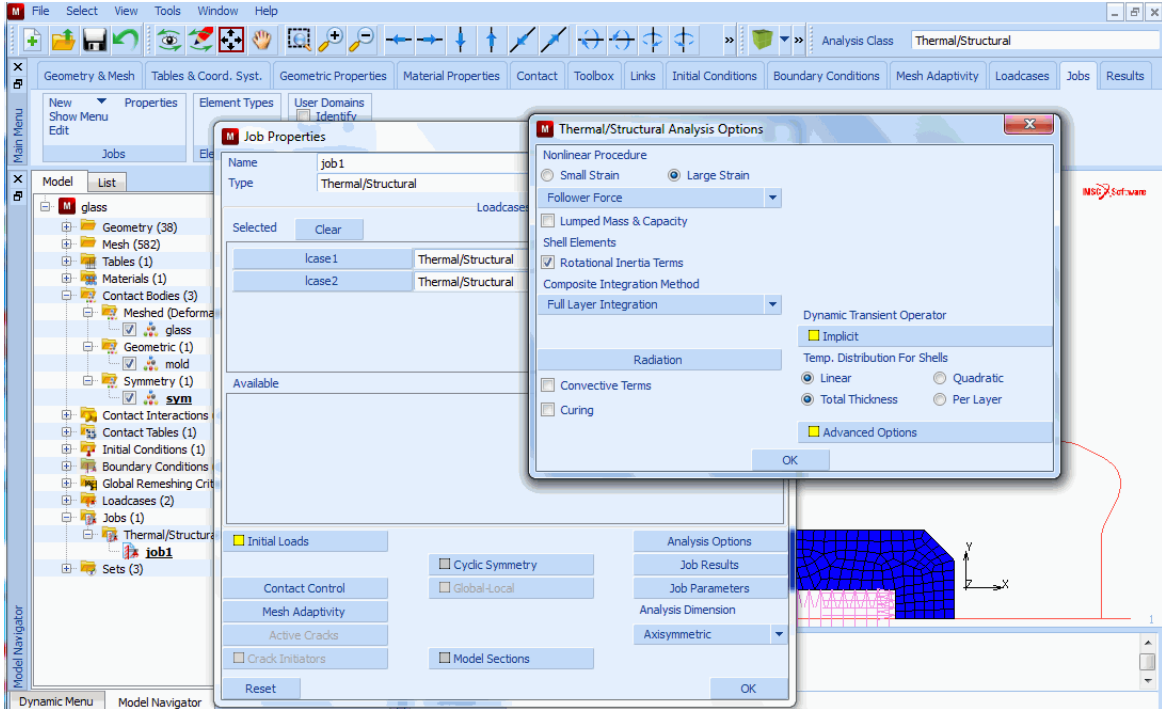 File Select View Tools Window Help
» » Analysis Class Thermal/Structural
Geometry & Mesh Tables & Coord. Syst. Geometric Properties Material Properties Contact Toolbox Links Initial Conditions Boundary Conditions Mesh Adaptivity Loadcases Jobs Results
Main Menu
New Properties
Show Menu
Edit
Jobs
Element Types
Ele
User Domains
Identify
Model List
glass
Geometry (38)
Mesh (582)
Tables (1)
Materials (1)
Contact Bodies (3)
Meshed (Deforma
glass
Geometric (1)
mold
Symmetry (1)
sym
Contact Interactions
Contact Tables (1)
Initial Conditions (1)
Boundary Conditions
Global Remeshing Crit
Loadcases (2)
Jobs (1)
Thermal/Structura
job1
Sets (3)
Model Navigator
Dynamic Menu Model Navigator
Job Properties
Name job1
Type Thermal/Structural
Loadcases
Selected Clear
lcase1 Thermal/Structural
lcase2 Thermal/Structural
Available
Initial Loads
Analysis Options
Cyclic Symmetry
Job Results
Contact Control
Global-Local
Job Parameters
Mesh Adaptivity
Analysis Dimension
Active Cracks
Axisymmetric
Crack Initiators
Model Sections
Reset OK
Thermal/Structural Analysis Options
Nonlinear Procedure
Small Strain Large Strain
Follower Force
Lumped Mass & Capacity
Shell Elements
Rotational Inertia Terms
Composite Integration Method
Full Layer Integration
Dynamic Transient Operator
Implicit
Radiation
Temp. Distribution For Shells
Convective Terms
Linear Quadratic
Curing
Total Thickness Per Layer
Advanced Options
OK
MSC Software
Y
Z X
1